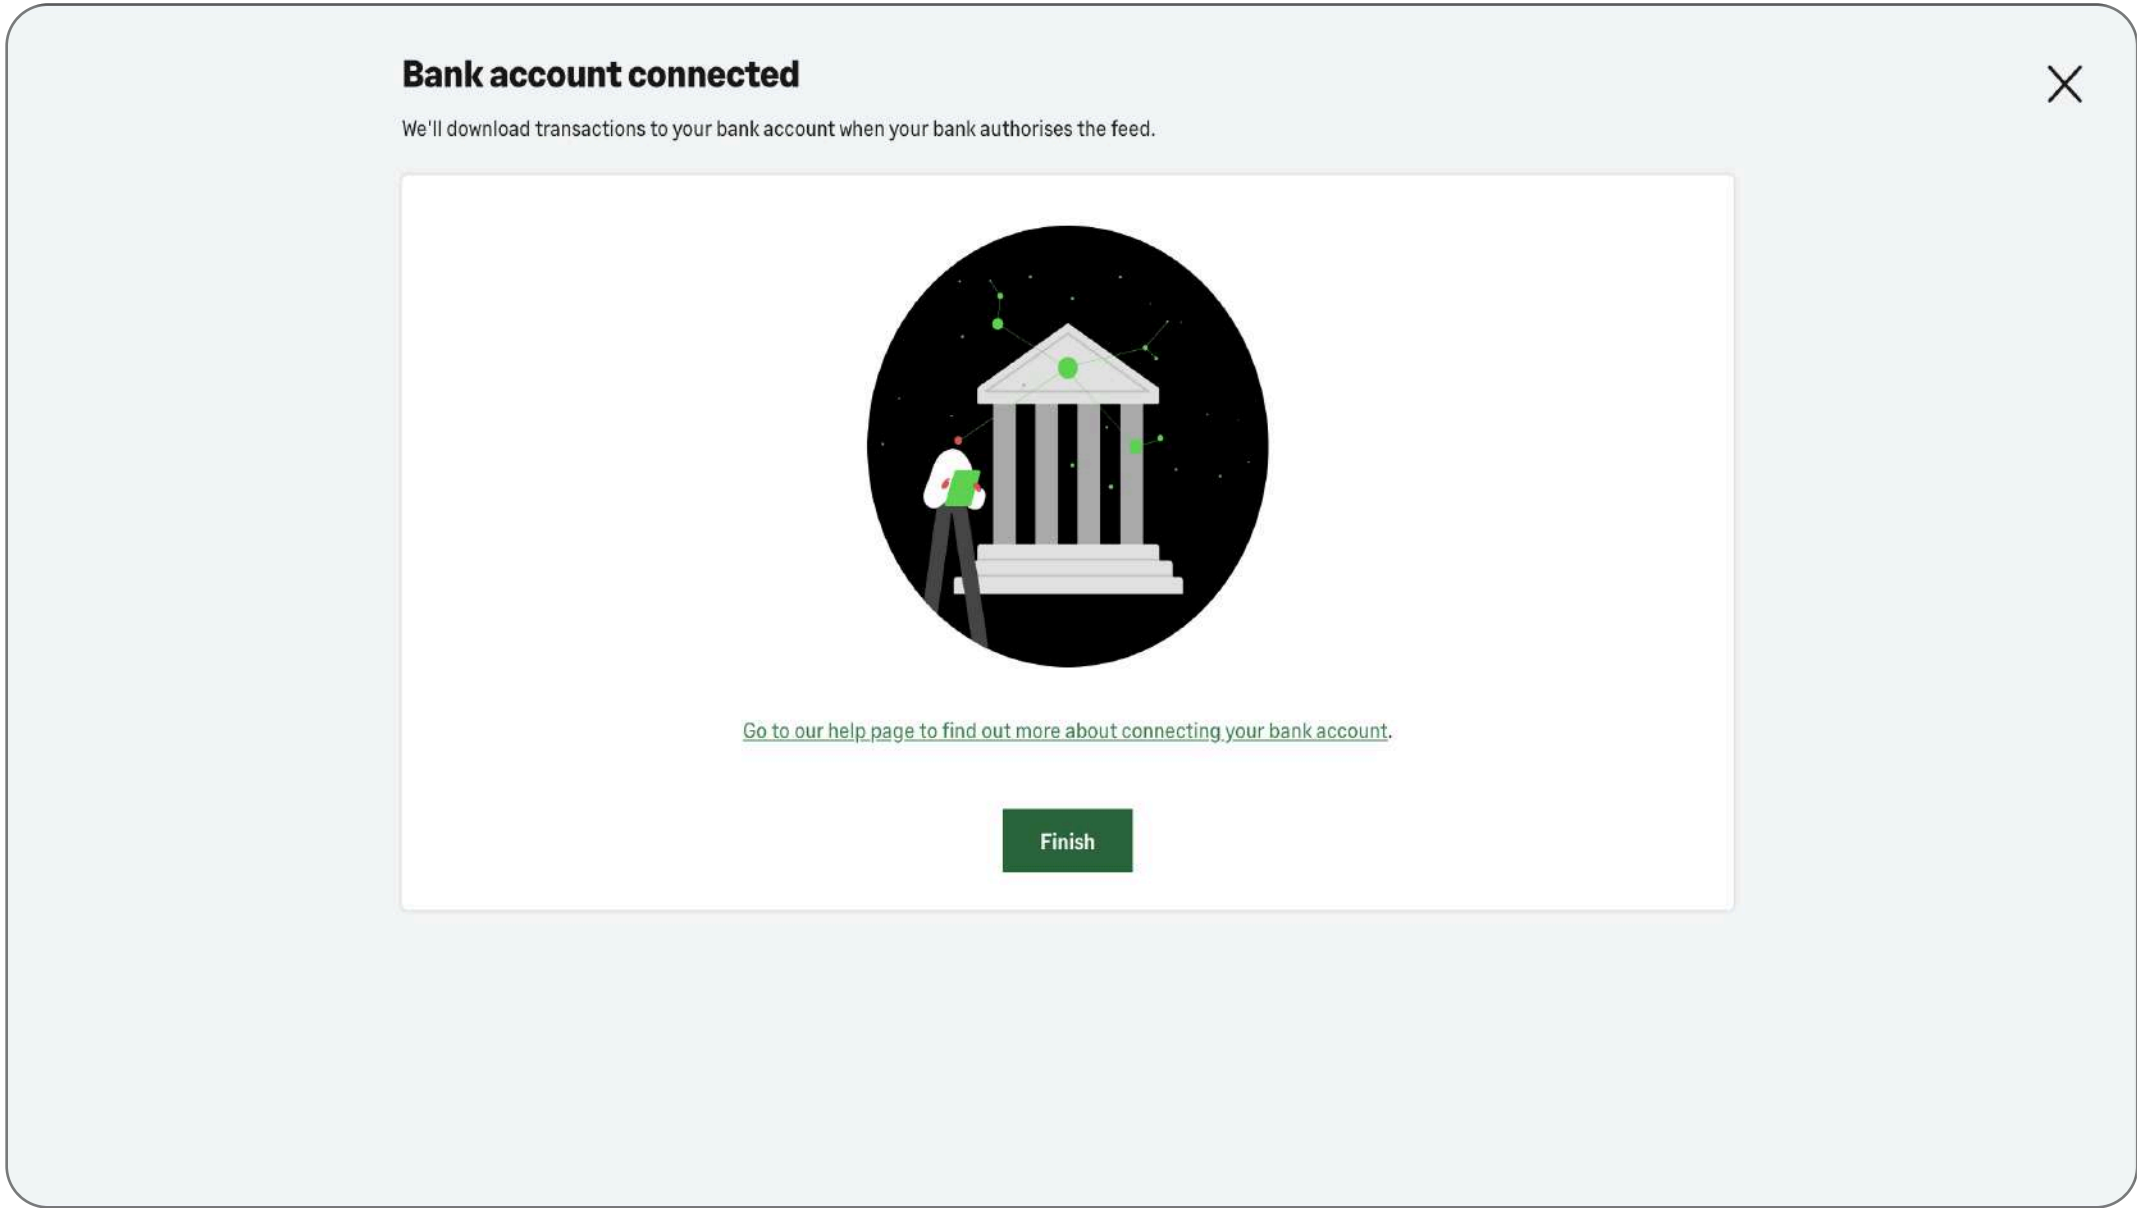 Bank account connected
We'll download transactions to your bank account when your bank authorises the feed.
Go to our help page to find out more about connecting your bank account.
Finish